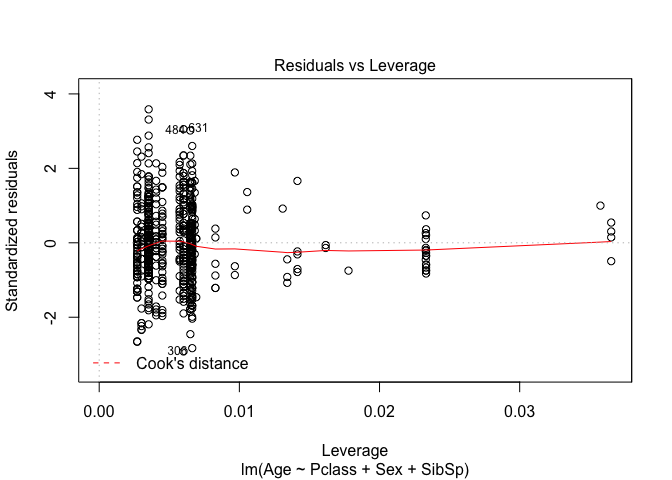 Residuals vs Leverage
Standardized residuals
4
2
0
-2
484
631
Cook's distance
0.00 0.01 0.02 0.03
Leverage
lm(Age ~ Pclass + Sex + SibSp)